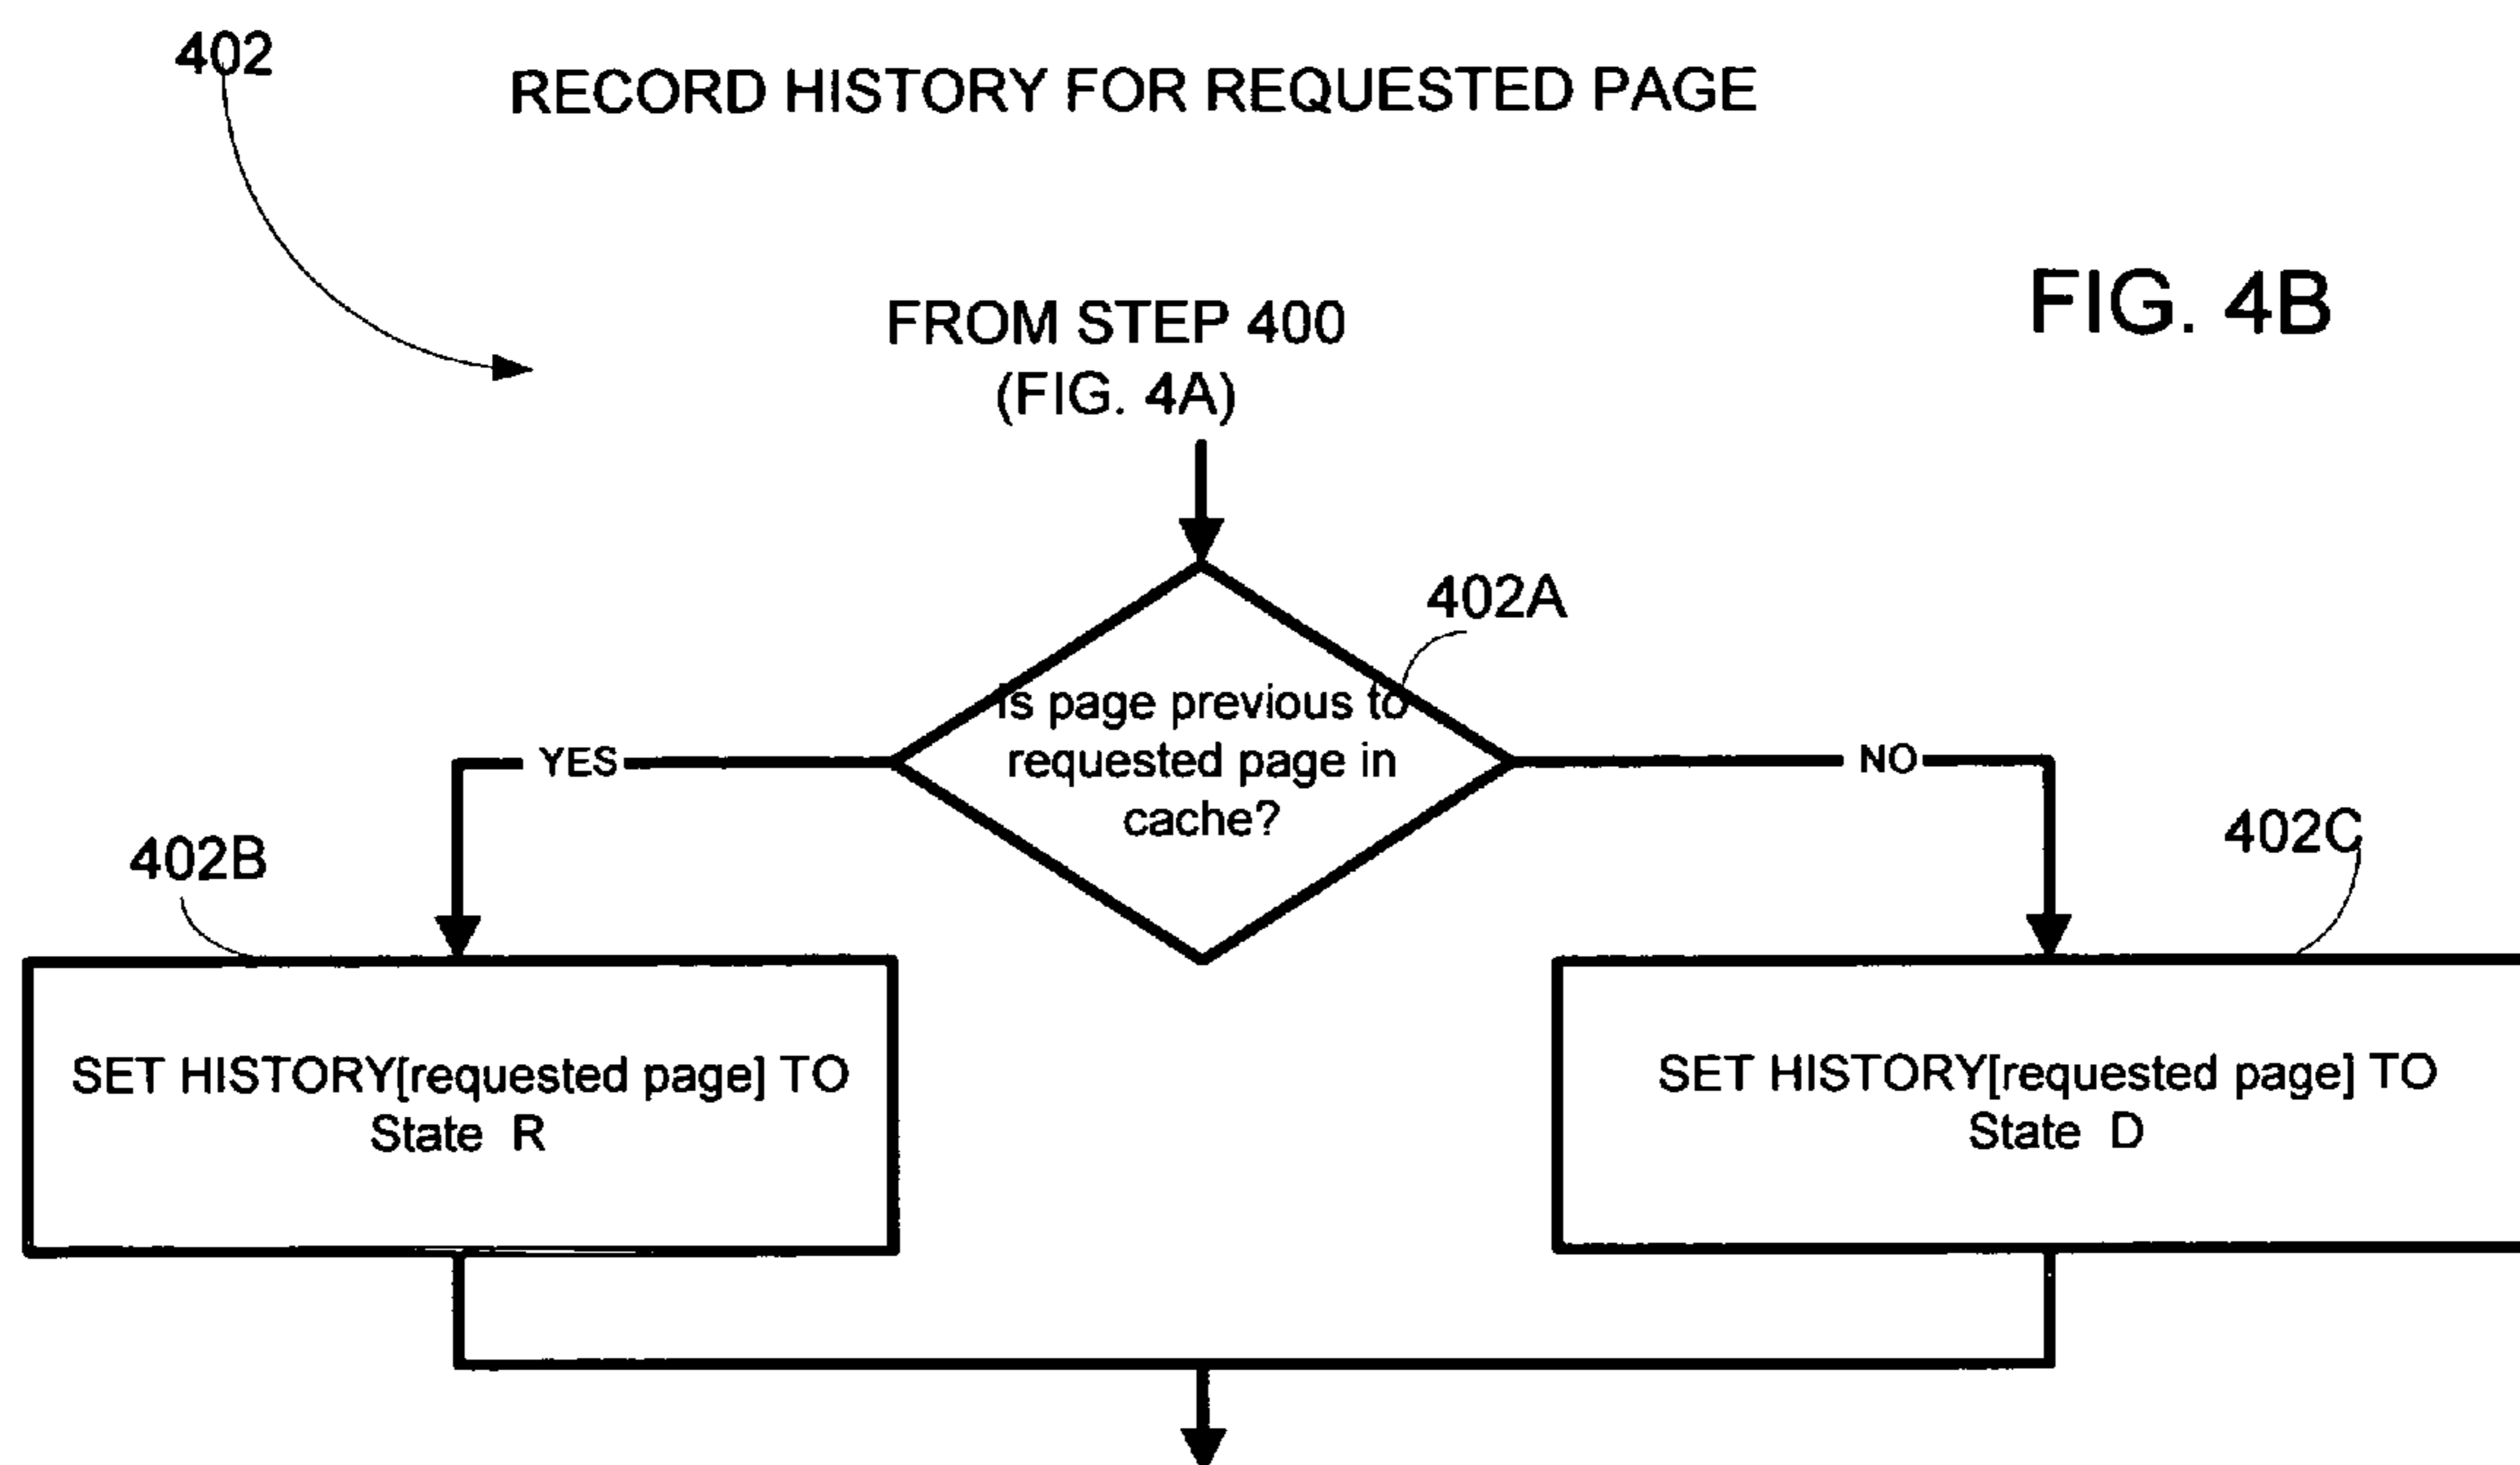 402
RECORD HISTORY FOR REQUESTED PAGE
FIG. 4B
FROM STEP 400
(FIG. 4A)
402A
Is page previous to
requested page in
cache?
YES
NO
402B
402C
SET HISTORY[requested page] TO
State R
SET HISTORY[requested page] TO
State D